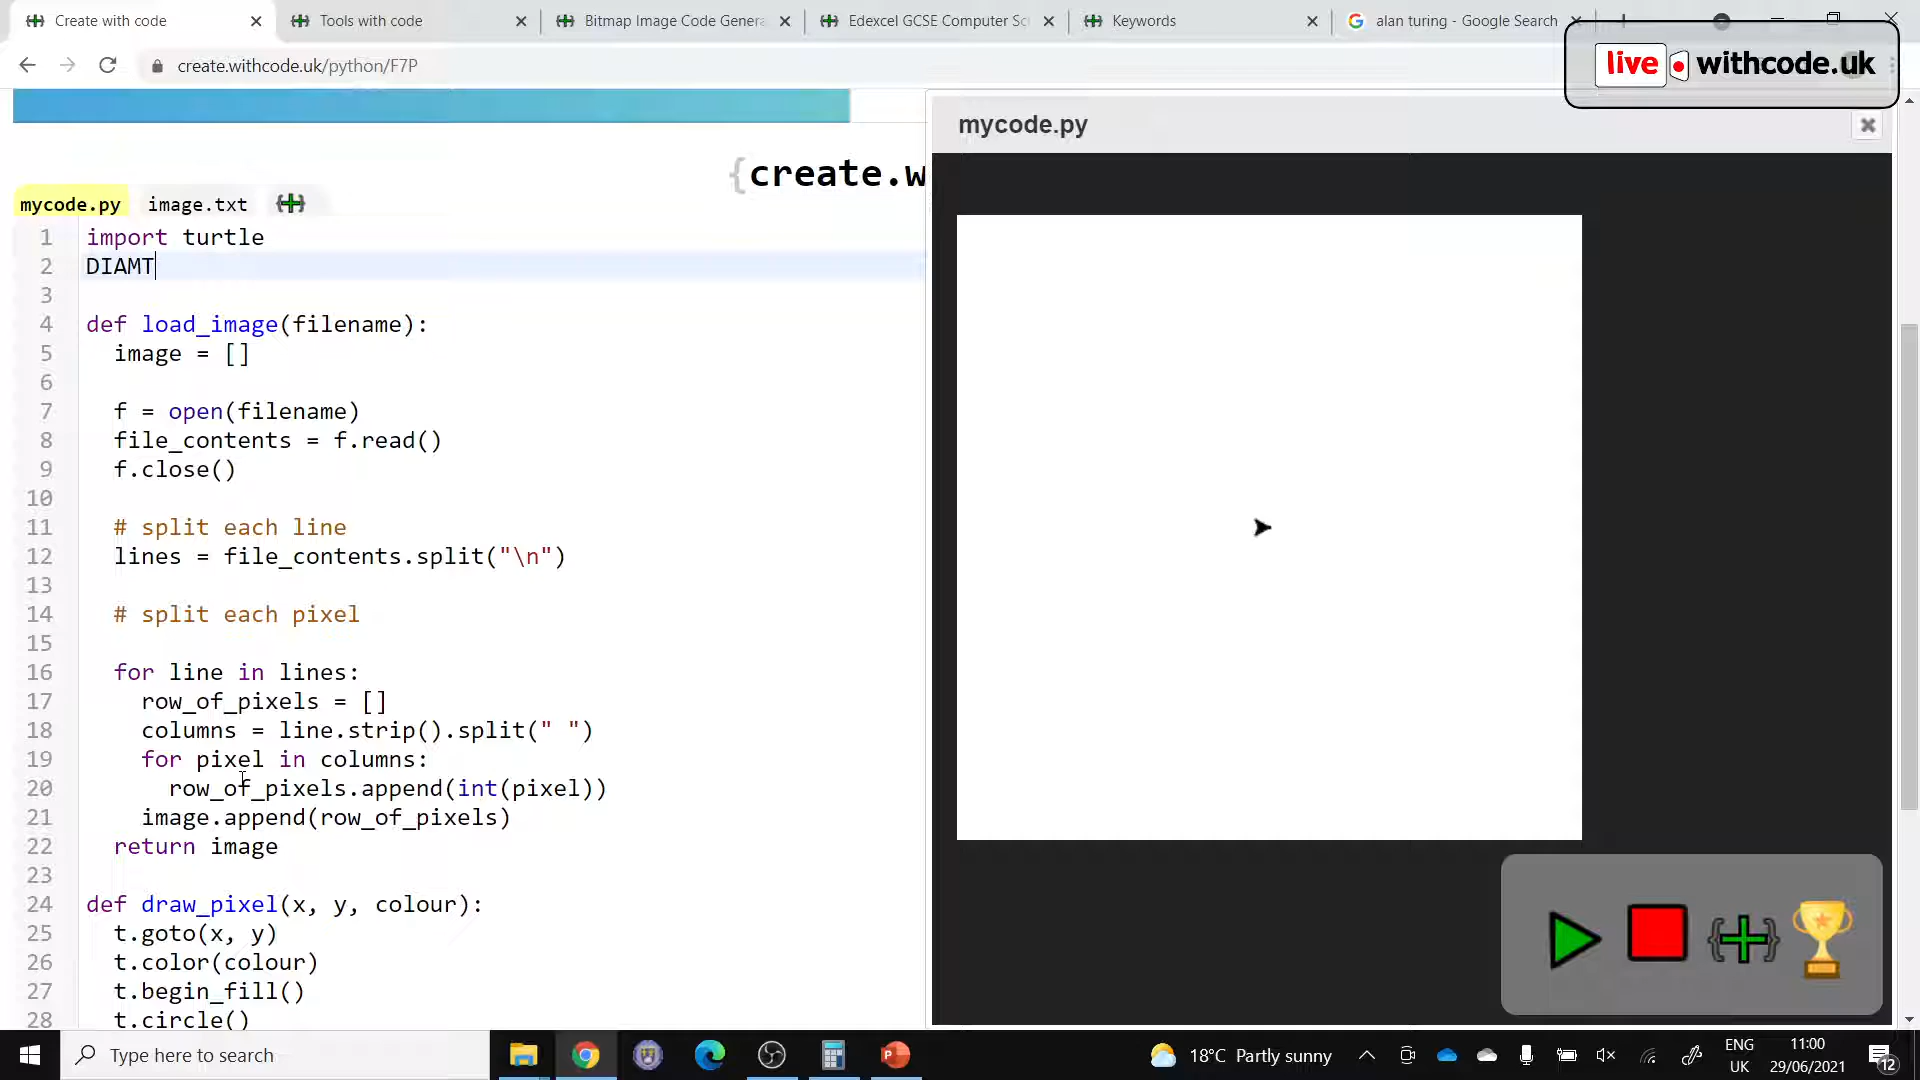 Create with code
Tools with code
Bitmap Image Code Genera
Edexcel GCSE Computer Sc
Keywords
alan turing - Google Search
create.withcode.uk/python/F7P
live withcode.uk
mycode.py
{create.w
mycode.py image.txt
1 import turtle
2 DIAMT
3
4 def load_image(filename):
5 image = []
6
7 f = open(filename)
8 file_contents = f.read()
9 f.close()
10
11 # split each line
12 lines = file_contents.split("\n")
13
14 # split each pixel
15
16 for line in lines:
17 row_of_pixels = []
18 columns = line.strip().split(" ")
19 for pixel in columns:
20 row_of_pixels.append(int(pixel))
21 image.append(row_of_pixels)
22 return image
23
24 def draw_pixel(x, y, colour):
25 t.goto(x, y)
26 t.color(colour)
27 t.begin_fill()
28 t.circle()
Type here to search
18°C Partly sunny
ENG
UK
11:00
29/06/2021
12